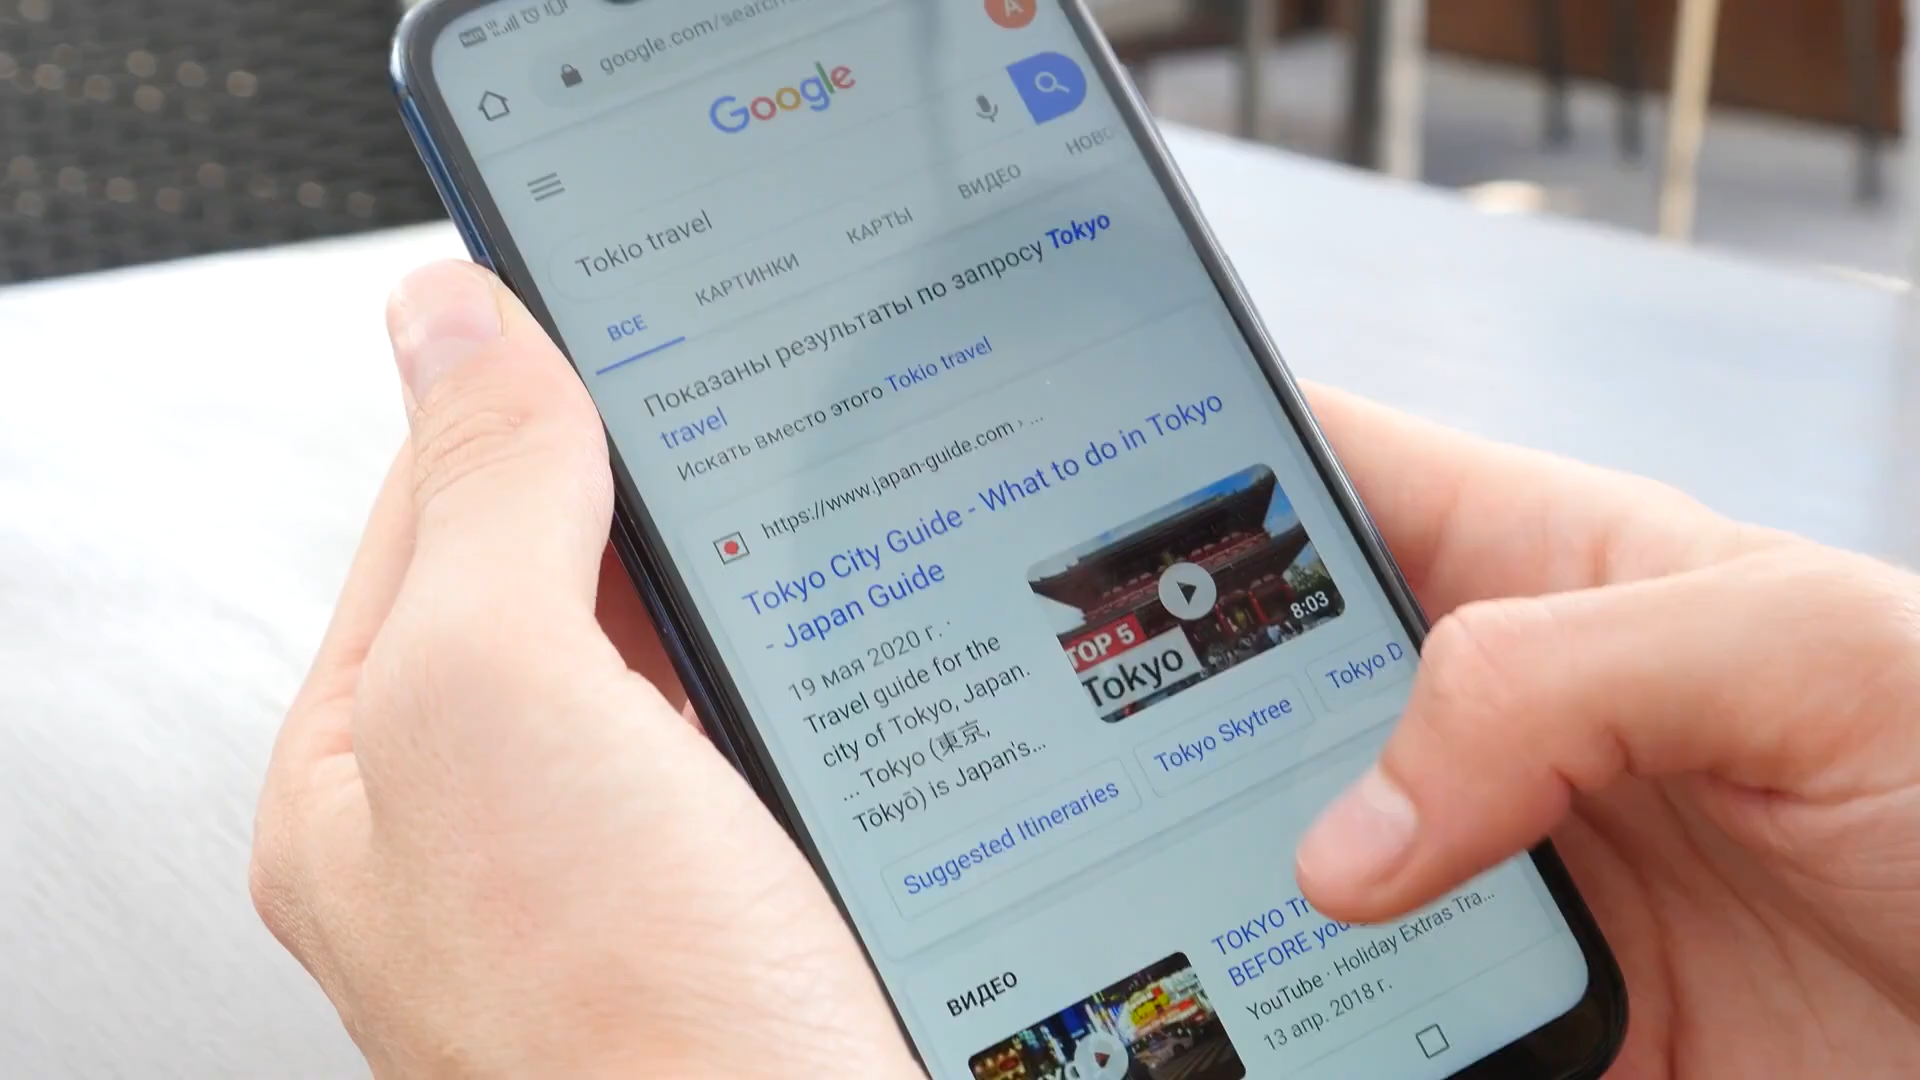 google.com/search
A
Google
Tokio travel
ВСЕ
КАРТИНКИ
КАРТЫ
ВИДЕО
Показаны результаты по запросу Tokyo
travel
Искать вместо этого Tokio travel
https://www.japan-guide.com › ...
Tokyo City Guide - What to do in Tokyo
- Japan Guide
19 мая 2020 г. ·
Travel guide for the
city of Tokyo, Japan.
... Tokyo (東京,
Tōkyō) is Japan's...
TOP 5
Tokyo
8:03
Suggested Itineraries
Tokyo Skytree
Tokyo D
ВИДЕО
TOKYO
BEFORE
YouTube · Holiday Extras Tra...
13 апр. 2018 г.